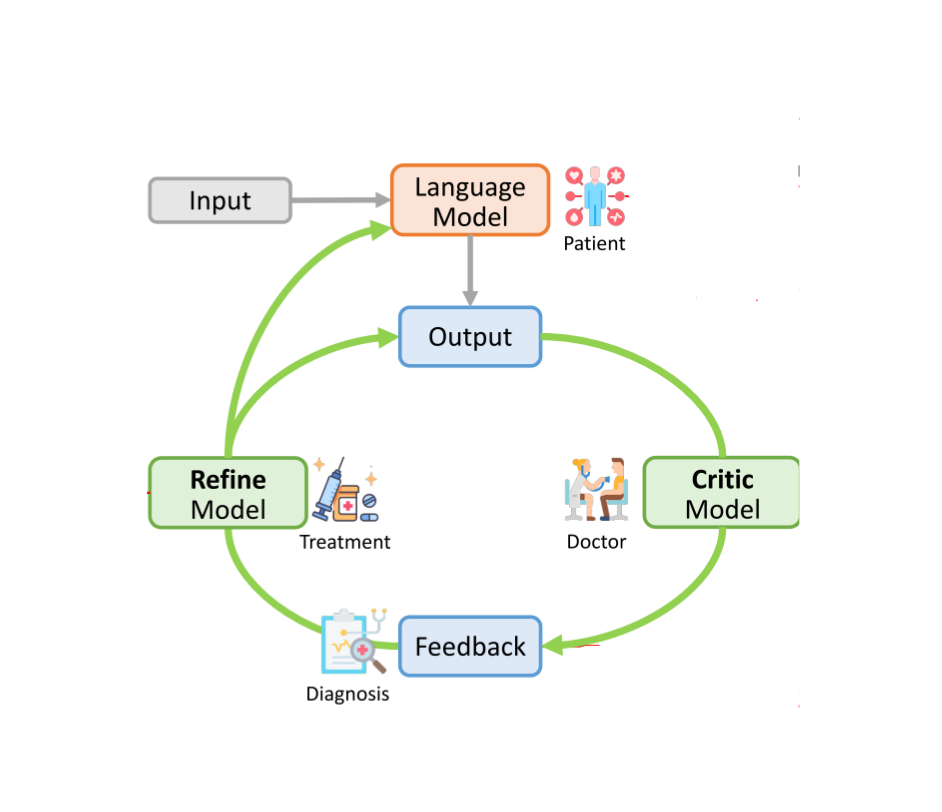 Input
Language
Model
Patient
Output
Refine
Model
Treatment
Critic
Model
Doctor
Feedback
Diagnosis